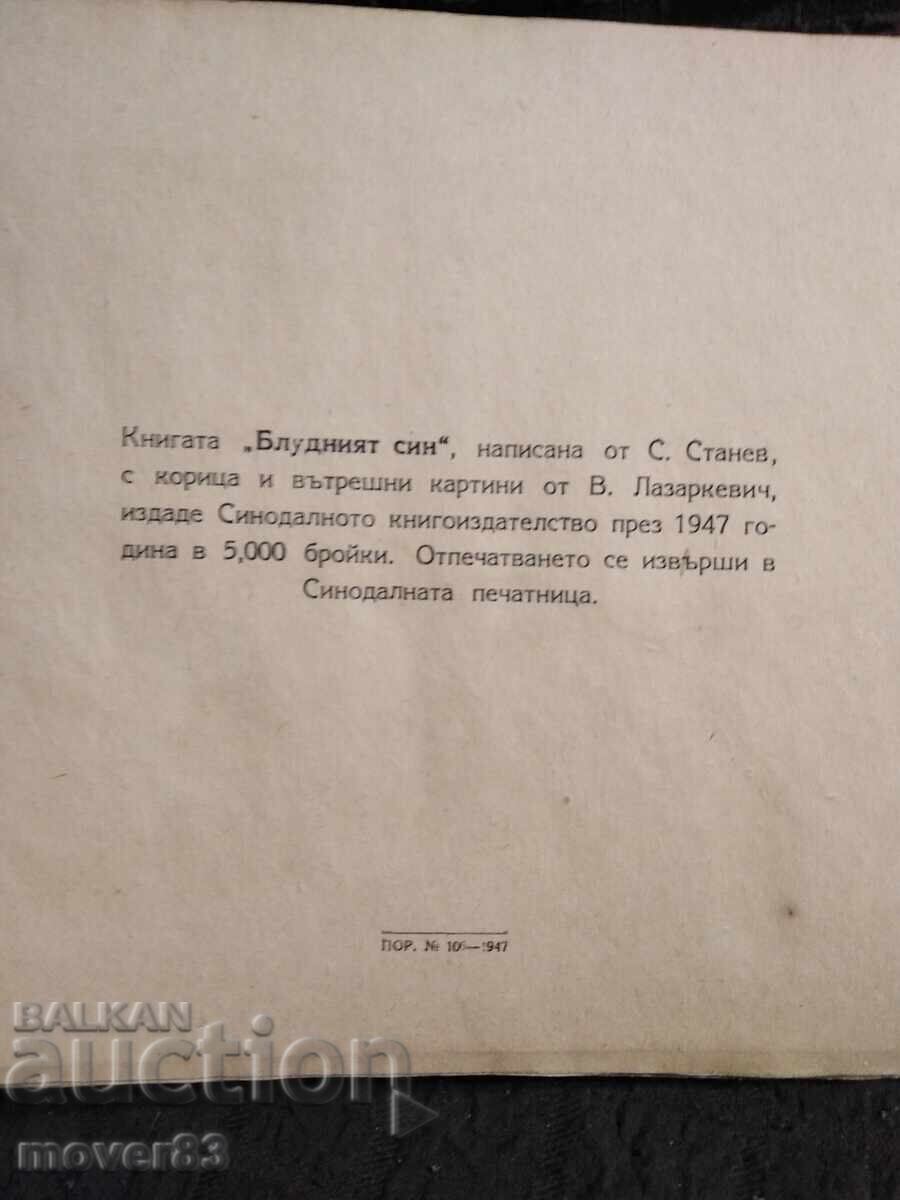 Книгата „Блудният син“, написана от С. Станев,
с корица и вътрешни картини от В. Лазаркевич,
издаде Синодалното книгоиздателство през 1947 го-
дина в 5,000 бройки. Отпечатването се извърши в
Синодалната печатница.
ПОР. № —1947
BALKAN
auction
mover83